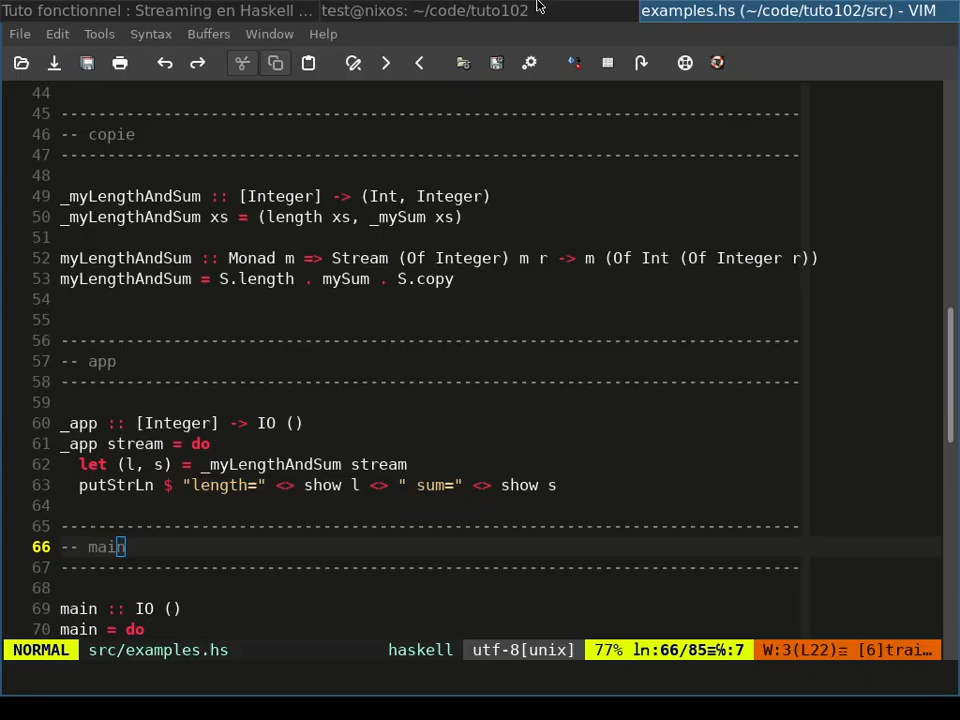 Tuto fonctionnel : Streaming en Haskell ... test@nixos: ~/code/tuto102 examples.hs (~/code/tuto102/src) - VIM
File Edit Tools Syntax Buffers Window Help
44
45 -------------------------------------------------------------------------------
46 -- copie
47 -------------------------------------------------------------------------------
48
49 _myLengthAndSum :: [Integer] -> (Int, Integer)
50 _myLengthAndSum xs = (length xs, _mySum xs)
51
52 myLengthAndSum :: Monad m => Stream (Of Integer) m r -> m (Of Int (Of Integer r))
53 myLengthAndSum = S.length . mySum . S.copy
54
55
56 -------------------------------------------------------------------------------
57 -- app
58 -------------------------------------------------------------------------------
59
60 _app :: [Integer] -> IO ()
61 _app stream = do
62   let (l, s) = _myLengthAndSum stream
63   putStrLn $ "length=" <> show l <> " sum=" <> show s
64
65 -------------------------------------------------------------------------------
66 -- main
67 -------------------------------------------------------------------------------
68
69 main :: IO ()
70 main = do
NORMAL src/examples.hs haskell utf-8[unix] 77% ln:66/85≡℅:7 W:3(L22)≡ [6]trai…